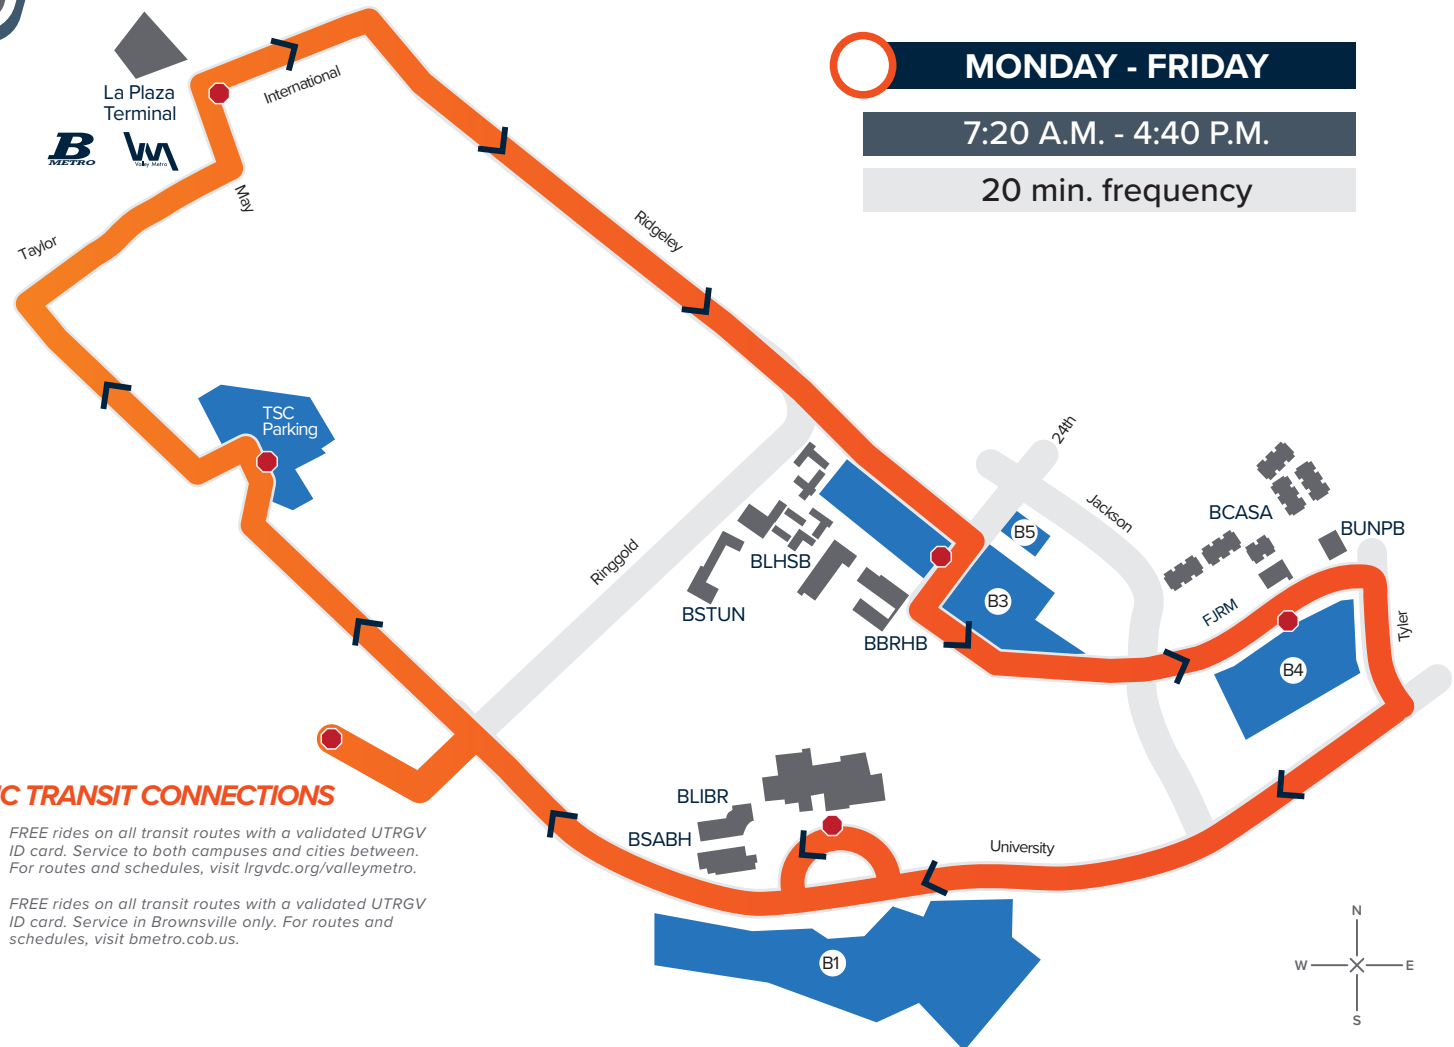 MONDAY - FRIDAY
7:20 A.M. - 4:40 P.M.
20 min. frequency
La Plaza
Terminal
B
METRO
VM
Valley Metro
International
May
Taylor
Ridgeley
TSC
Parking
Ringgold
24th
Jackson
B5
BCASA
BUNPB
BLHSB
BSTUN
B3
BBRHB
FJRM
Tyler
B4
C TRANSIT CONNECTIONS
FREE rides on all transit routes with a validated UTRGV
ID card. Service to both campuses and cities between.
For routes and schedules, visit lrgvdc.org/valleymetro.
FREE rides on all transit routes with a validated UTRGV
ID card. Service in Brownsville only. For routes and
schedules, visit bmetro.cob.us.
BLIBR
BSABH
University
B1
N
W
E
S